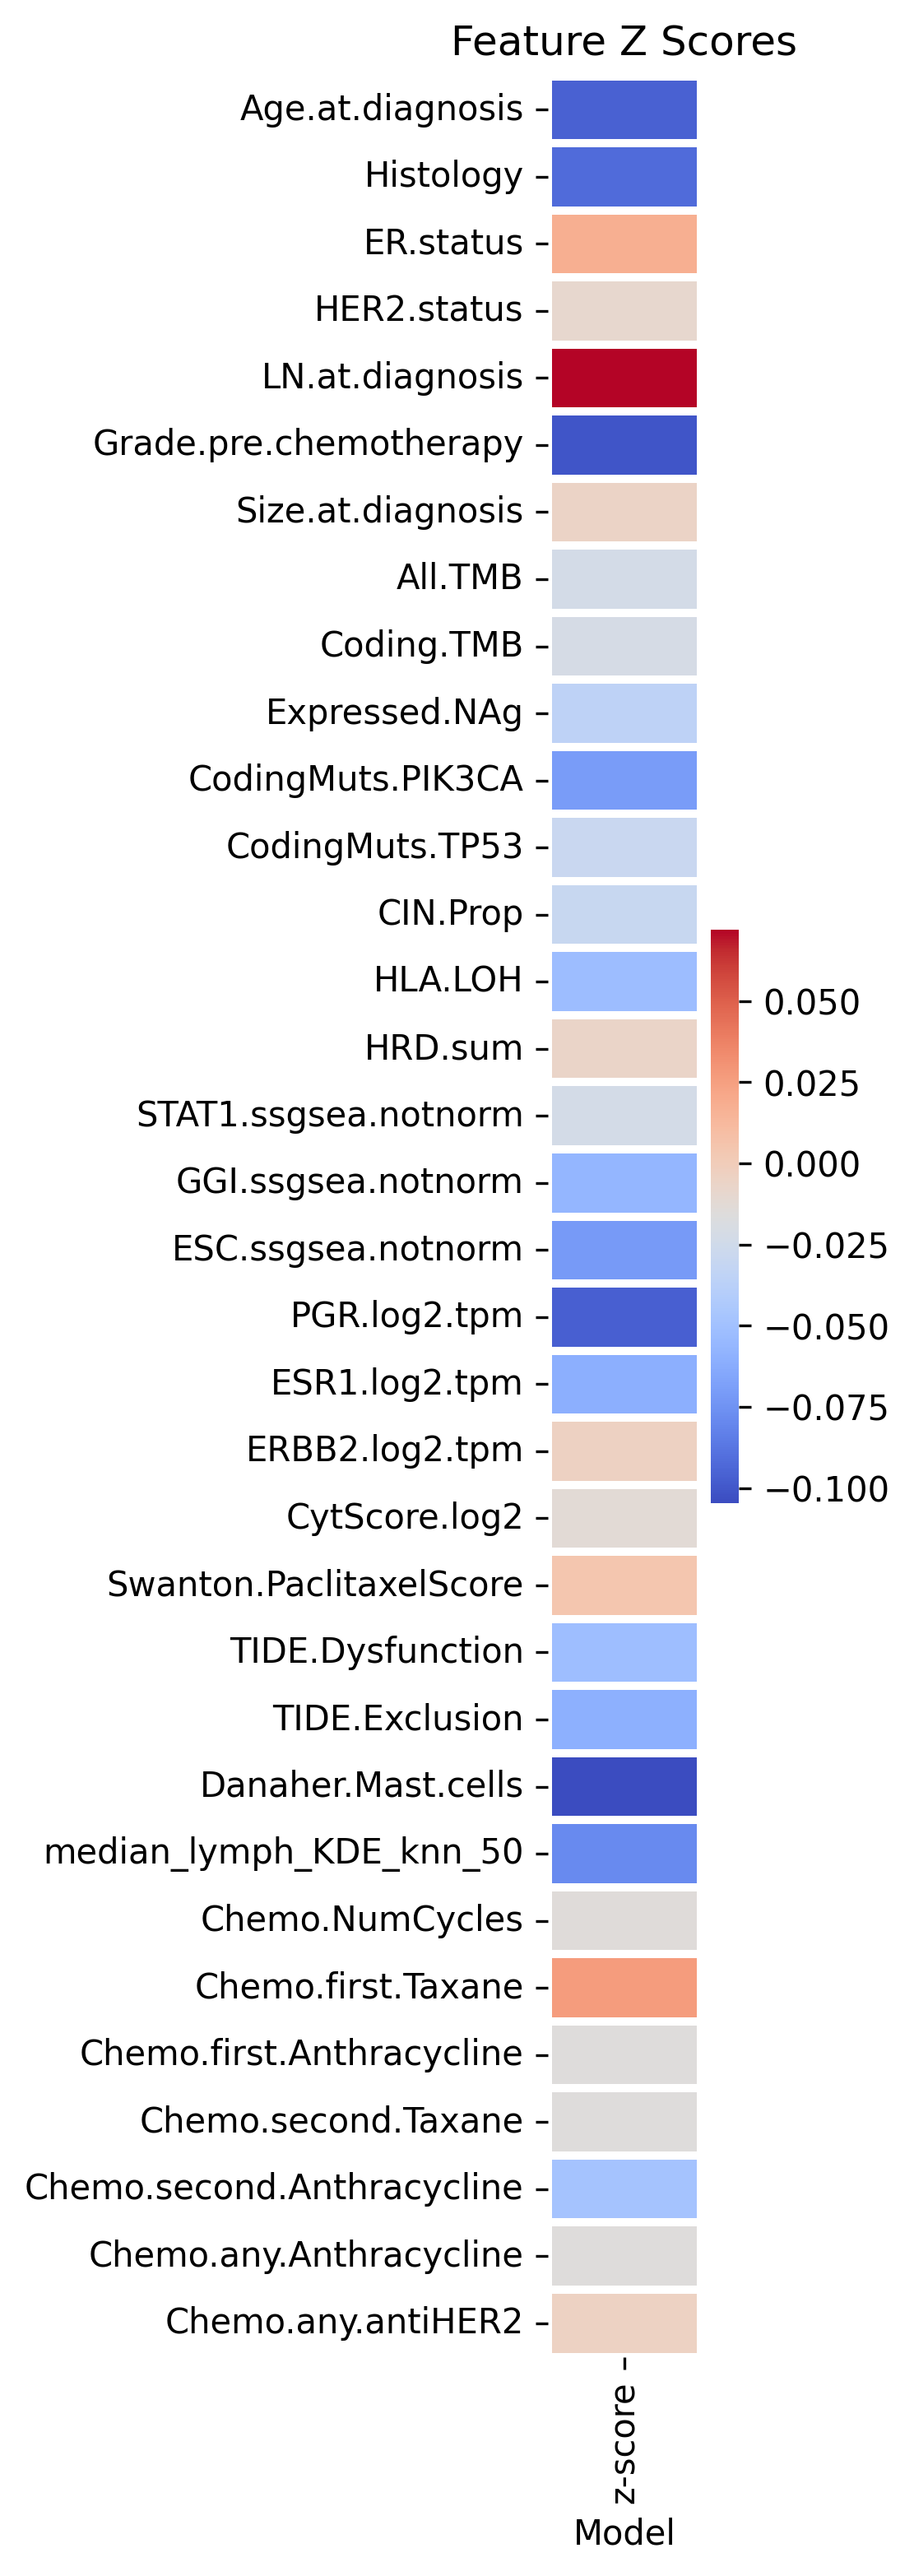 Feature Z Scores
Age.at.diagnosis
Histology
ER.status
HER2.status
LN.at.diagnosis
Grade.pre.chemotherapy
Size.at.diagnosis
All.TMB
Coding.TMB
Expressed.NAg
CodingMuts.PIK3CA
CodingMuts.TP53
CIN.Prop
HLA.LOH
HRD.sum
STAT1.ssgsea.notnorm
GGI.ssgsea.notnorm
ESC.ssgsea.notnorm
PGR.log2.tpm
ESR1.log2.tpm
ERBB2.log2.tpm
CytScore.log2
Swanton.PaclitaxelScore
TIDE.Dysfunction
TIDE.Exclusion
Danaher.Mast.cells
median_lymph_KDE_knn_50
Chemo.NumCycles
Chemo.first.Taxane
Chemo.first.Anthracycline
Chemo.second.Taxane
Chemo.second.Anthracycline
Chemo.any.Anthracycline
Chemo.any.antiHER2
0.050
0.025
0.000
−0.025
−0.050
−0.075
−0.100
z-score
Model